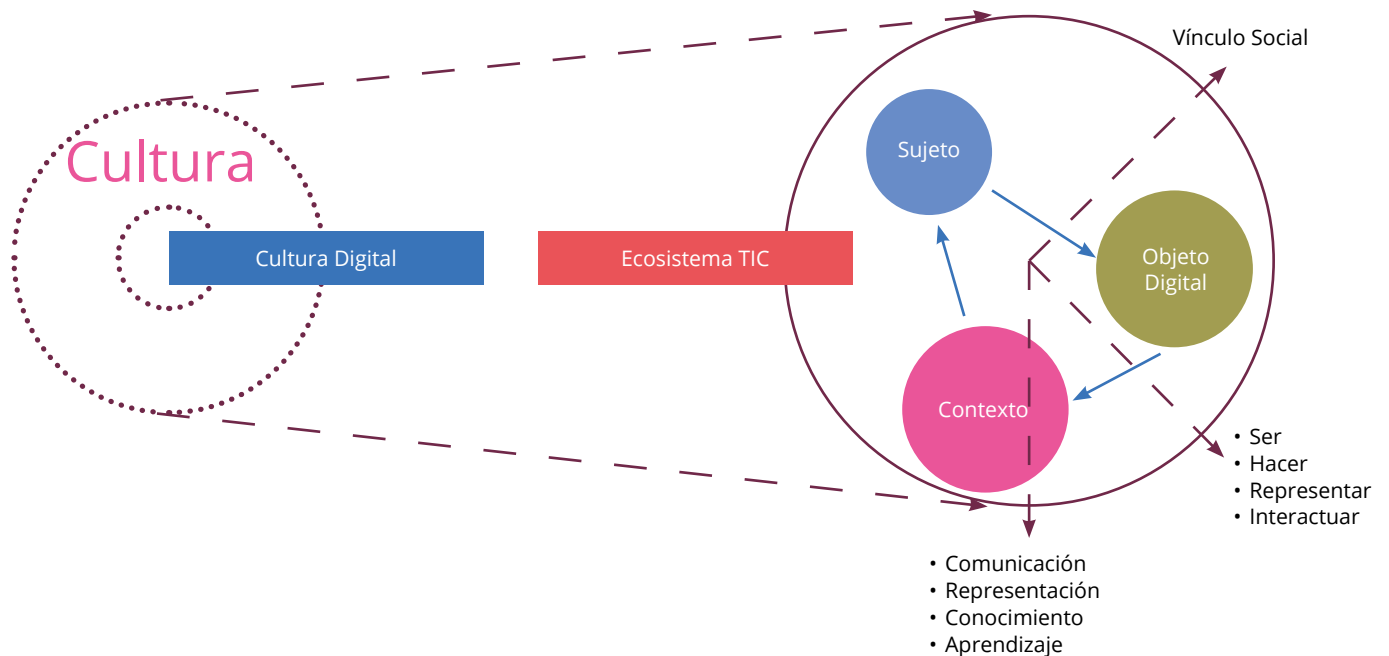 Vínculo Social
Cultura
Sujeto
Cultura Digital
Ecosistema TIC
Objeto
Digital
Contexto
• Ser
• Hacer
• Representar
• Interactuar
• Comunicación
• Representación
• Conocimiento
• Aprendizaje